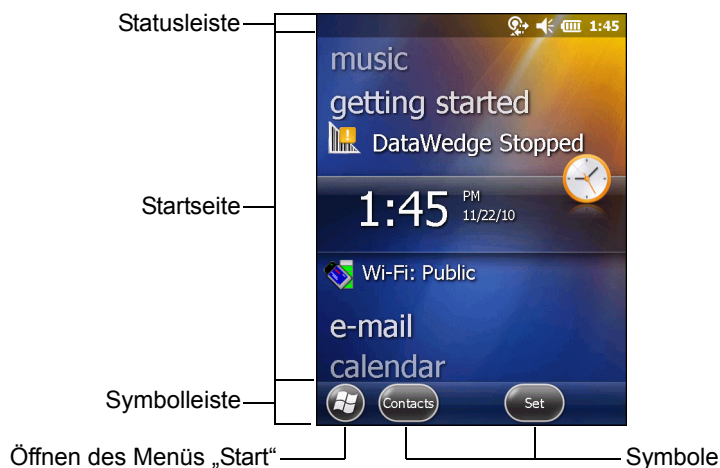 Statusleiste
1:45
music
getting started
DataWedge Stopped
Startseite
1:45 PM
11/22/10
Wi-Fi: Public
e-mail
calendar
Symbolleiste
Contacts
Set
Öffnen des Menüs „Start“
Symbole